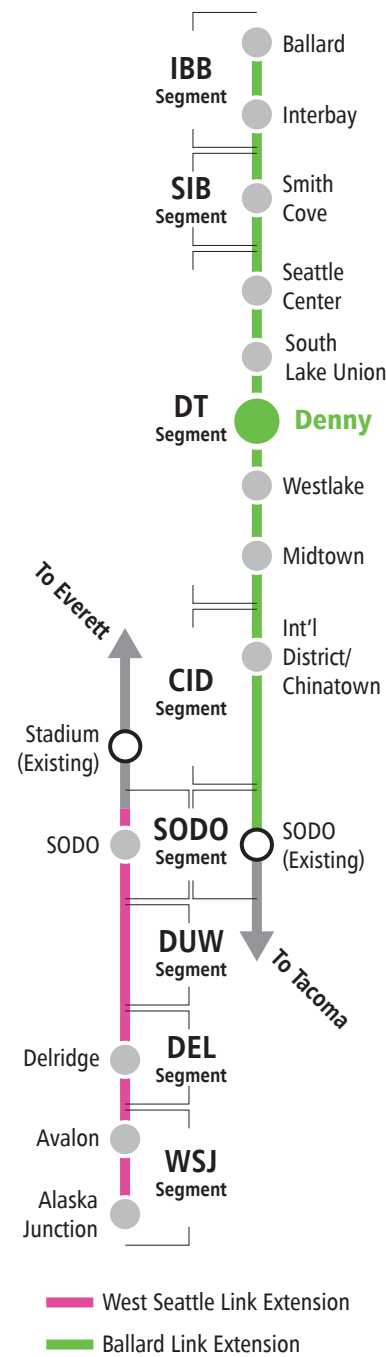 Ballard
IBB
Segment
Interbay
SIB
Segment
Smith
Cove
Seattle
Center
South
Lake Union
DT
Segment
Denny
Westlake
Midtown
To Everett
Int'l
District/
Chinatown
CID
Segment
Stadium
(Existing)
SODO
SODO
Segment
SODO
(Existing)
DUW
Segment
To Tacoma
Delridge
DEL
Segment
Avalon
WSJ
Segment
Alaska
Junction
West Seattle Link Extension
Ballard Link Extension